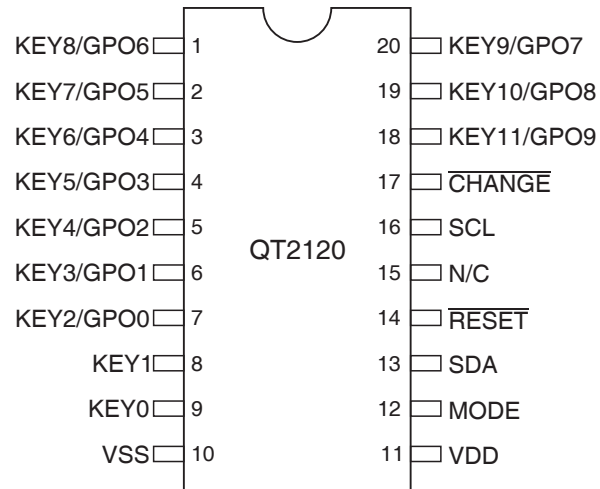 KEY8/GPO6 1 20 KEY9/GPO7
KEY7/GPO5 2 19 KEY10/GPO8
KEY6/GPO4 3 18 KEY11/GPO9
KEY5/GPO3 4 17 CHANGE
KEY4/GPO2 5 16 SCL
QT2120
KEY3/GPO1 6 15 N/C
KEY2/GPO0 7 14 RESET
KEY1 8 13 SDA
KEY0 9 12 MODE
VSS 10 11 VDD